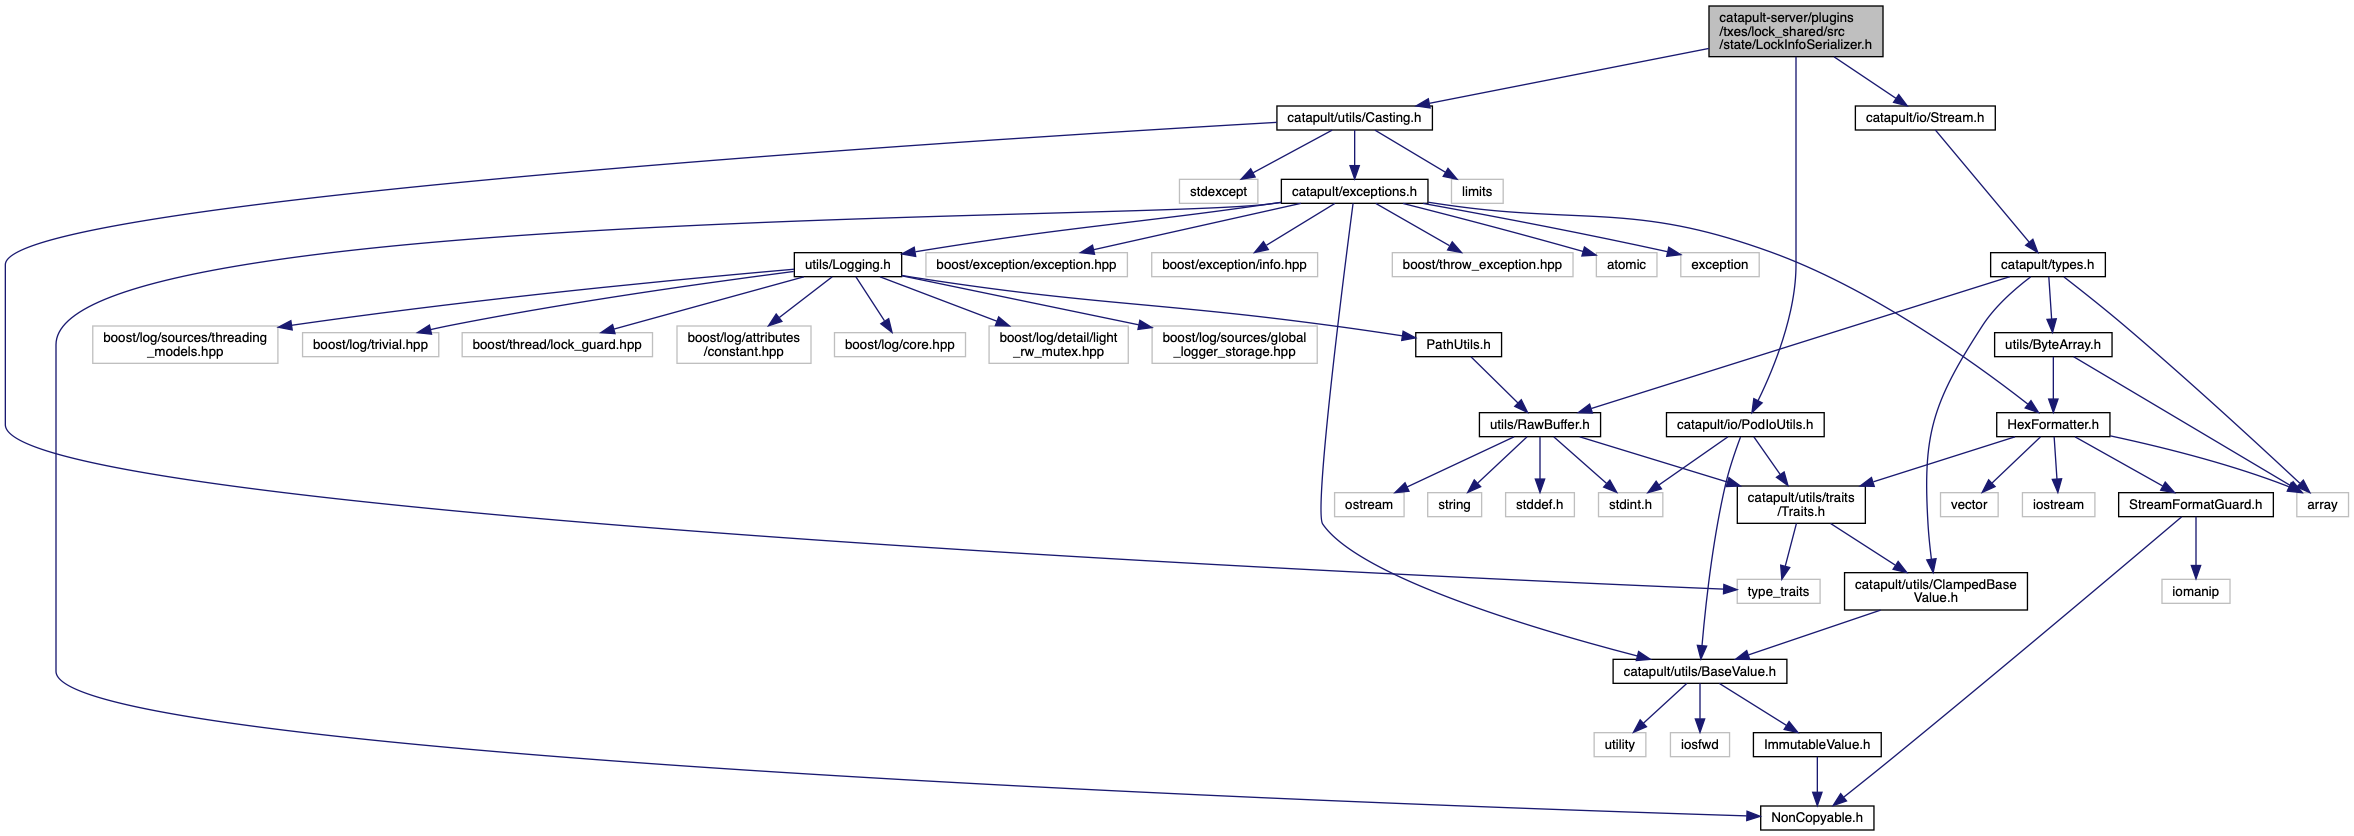 catapult-server/plugins
/txes/lock_shared/src
/state/LockInfoSerializer.h
catapult/utils/Casting.h
catapult/io/Stream.h
stdexcept
catapult/exceptions.h
limits
utils/Logging.h
boost/exception/exception.hpp
boost/exception/info.hpp
boost/throw_exception.hpp
atomic
exception
catapult/types.h
boost/log/sources/threading
_models.hpp
boost/log/trivial.hpp
boost/thread/lock_guard.hpp
boost/log/attributes
/constant.hpp
boost/log/core.hpp
boost/log/detail/light
_rw_mutex.hpp
boost/log/sources/global
_logger_storage.hpp
PathUtils.h
utils/ByteArray.h
utils/RawBuffer.h
catapult/io/PodIoUtils.h
HexFormatter.h
ostream
string
stddef.h
stdint.h
catapult/utils/traits
/Traits.h
vector
iostream
StreamFormatGuard.h
array
type_traits
catapult/utils/ClampedBase
Value.h
iomanip
catapult/utils/BaseValue.h
utility
iosfwd
ImmutableValue.h
NonCopyable.h